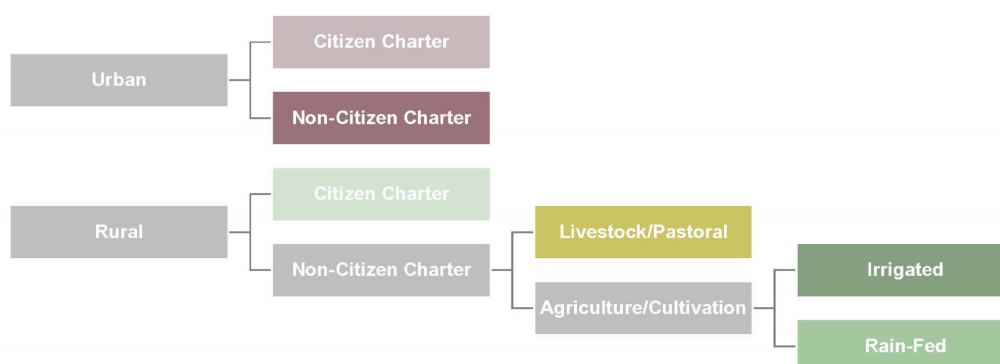 Citizen Charter
Urban
Non-Citizen Charter
Citizen Charter
Rural
Livestock/Pastoral
Non-Citizen Charter
Irrigated
Agriculture/Cultivation
Rain-Fed